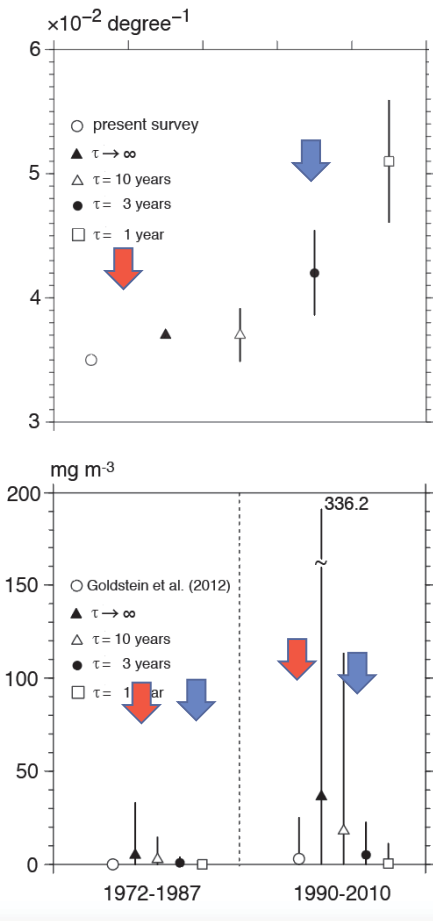 ×10−2 degree−1
6
present survey
τ → ∞
5
τ = 10 years
τ = 3 years
τ = 1 year
4
3
mg m-3
200
336.2
150
Goldstein et al. (2012)
τ → ∞
τ = 10 years
τ = 3 years
100
τ = 1
ar
50
0
1972-1987 1990-2010